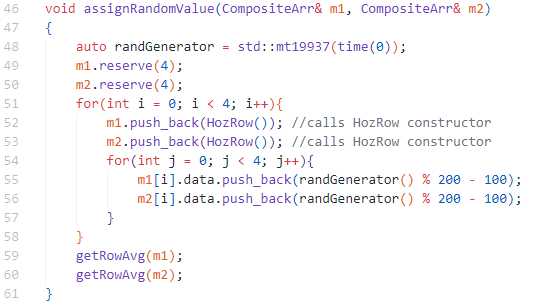 46 void assignRandomValue(CompositeArr& m1, CompositeArr& m2)
47 {
48     auto randGenerator = std::mt19937(time(0));
49     m1.reserve(4);
50     m2.reserve(4);
51     for(int i = 0; i < 4; i++){
52         m1.push_back(HozRow()); //calls HozRow constructor
53         m2.push_back(HozRow()); //calls HozRow constructor
54         for(int j = 0; j < 4; j++){
55             m1[i].data.push_back(randGenerator() % 200 - 100);
56             m2[i].data.push_back(randGenerator() % 200 - 100);
57         }
58     }
59     getRowAvg(m1);
60     getRowAvg(m2);
61 }